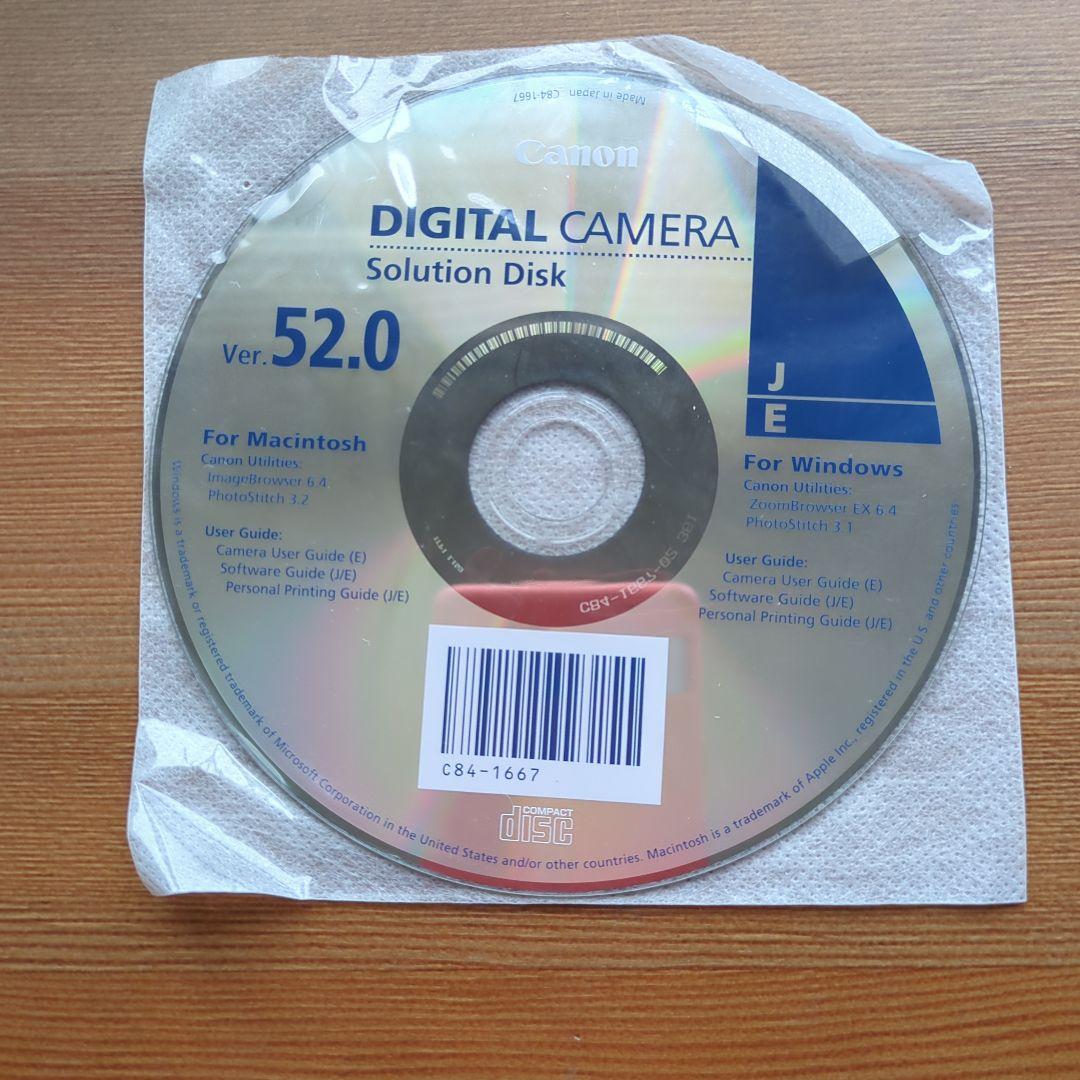 Made in Japan C84-1667
Canon
DIGITAL CAMERA
Solution Disk
Ver. 52.0
J
E
For Macintosh
Canon Utilities:
ImageBrowser 6.4
PhotoStitch 3.2
User Guide:
Camera User Guide (E)
Software Guide (J/E)
Personal Printing Guide (J/E)
For Windows
Canon Utilities:
ZoomBrowser EX 6.4
PhotoStitch 3.1
User Guide:
Camera User Guide (E)
Software Guide (J/E)
Personal Printing Guide (J/E)
C84-1667
COMPACT
disc
Windows is a trademark or registered trademark of Microsoft Corporation in the United States and/or other countries. Macintosh is a trademark of Apple Inc., registered in the U.S. and other countries